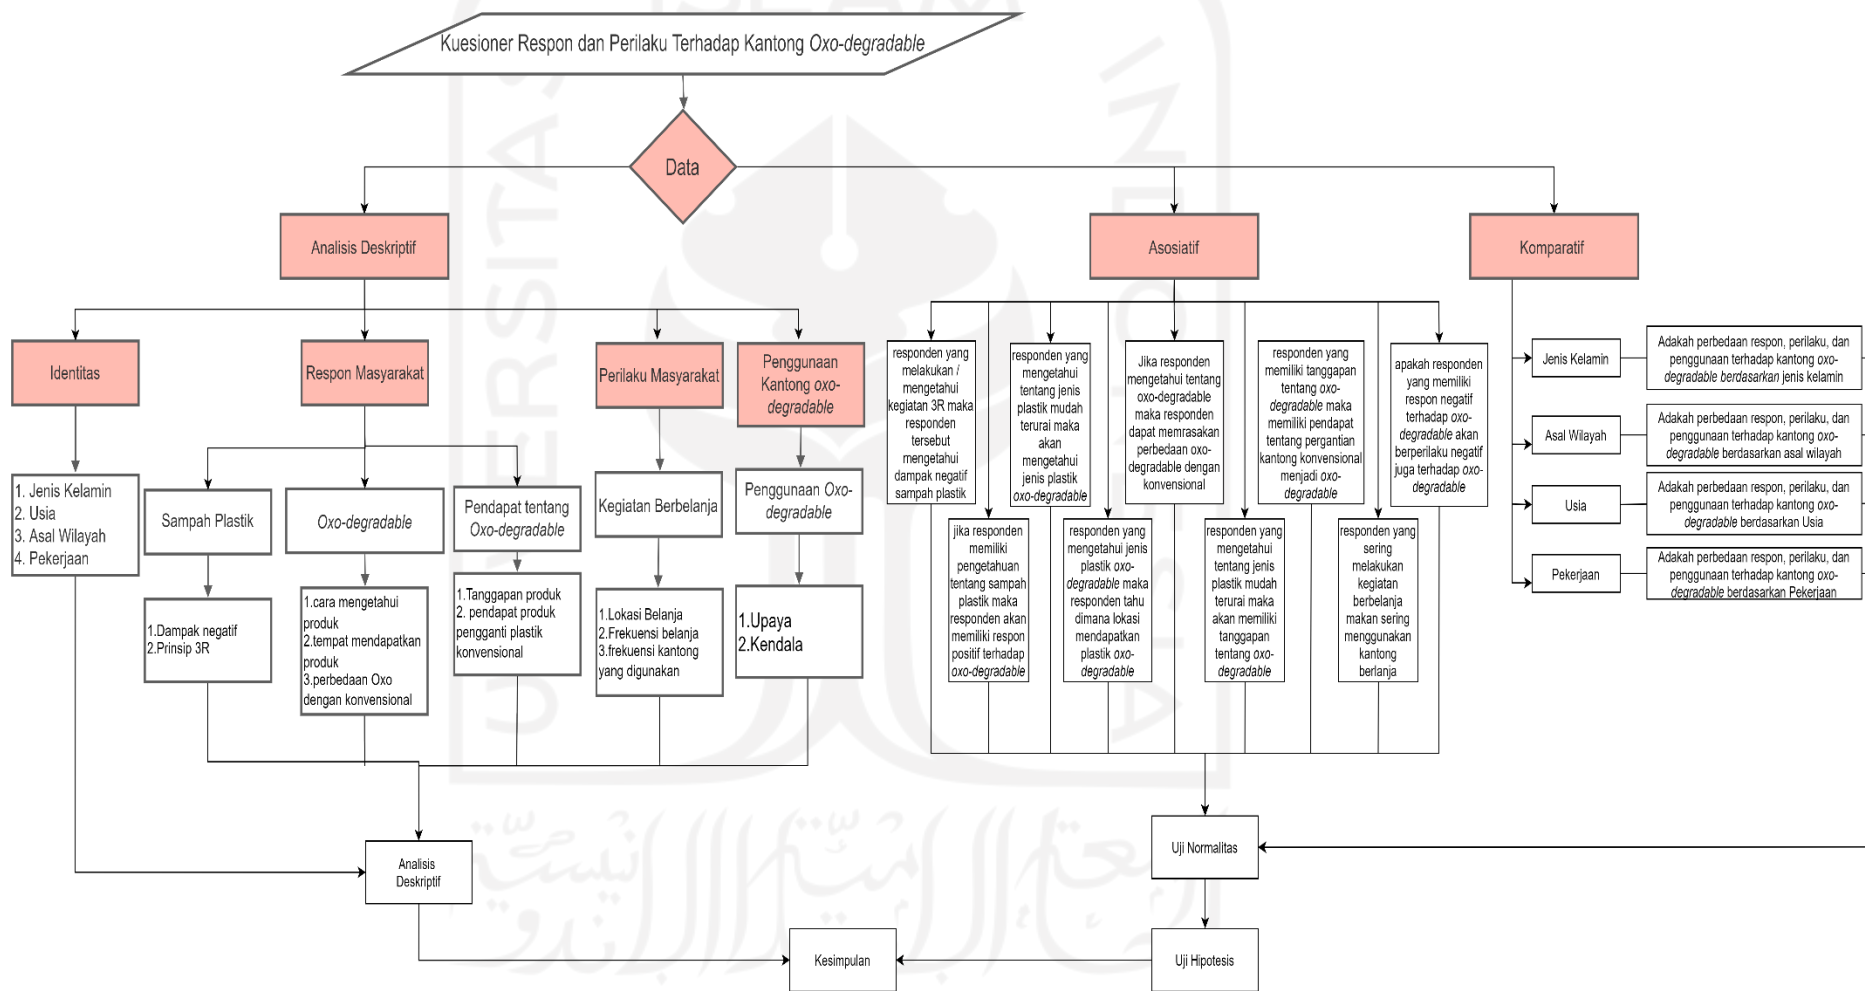 Kuesioner Respon dan Perilaku Terhadap Kantong Oxo-degradable
Data
Analisis Deskriptif
Asosiatif
Komparatif
Identitas
Respon Masyarakat
Perilaku Masyarakat
Penggunaan
Kantong oxo-
degradable
1. Jenis Kelamin
2. Usia
3. Asal Wilayah
4. Pekerjaan
Sampah Plastik
Oxo-degradable
Pendapat tentang
Oxo-degradable
Kegiatan Berbelanja
Penggunaan Oxo-
degradable
1.Dampak negatif
2.Prinsip 3R
1.cara mengetahui
produk
2.tempat mendapatkan
produk
3.perbedaan Oxo
dengan konvensional
1.Tanggapan produk
2. pendapat produk
pengganti plastik
konvensional
1.Lokasi Belanja
2.Frekuensi belanja
3.frekuensi kantong
yang digunakan
1.Upaya
2.Kendala
responden yang
melakukan /
mengetahui
kegiatan 3R maka
responden
tersebut
mengetahui
dampak negatif
sampah plastik
responden yang
mengetahui
tentang jenis
plastik mudah
terurai maka
akan
mengetahui
jenis plastik
oxo-degradable
Jika responden
mengetahui tentang
oxo-degradable
maka responden
dapat memrasakan
perbedaan oxo-
degradable dengan
konvensional
responden yang
memiliki tanggapan
tentang oxo-
degradable maka
memiliki pendapat
tentang pergantian
kantong konvensional
menjadi oxo-
degradable
apakah responden
yang memiliki
respon negatif
terhadap oxo-
degradable akan
berperilaku negatif
juga terhadap oxo-
degradable
jika responden
memiliki
pengetahuan
tentang sampah
plastik maka
responden akan
memiliki respon
positif terhadap
oxo-degradable
responden yang
mengetahui jenis
plastik oxo-
degradable maka
responden tahu
dimana lokasi
mendapatkan
plastik oxo-
degradable
responden yang
mengetahui
tentang jenis
plastik mudah
terurai maka
akan memiliki
tanggapan
tentang oxo-
degradable
responden yang
sering
melakukan
kegiatan
berbelanja
makan sering
menggunakan
kantong
berlanja
Jenis Kelamin
Adakah perbedaan respon, perilaku, dan
penggunaan terhadap kantong oxo-
degradable berdasarkan jenis kelamin
Asal Wilayah
Adakah perbedaan respon, perilaku, dan
penggunaan terhadap kantong oxo-
degradable berdasarkan asal wilayah
Usia
Adakah perbedaan respon, perilaku, dan
penggunaan terhadap kantong oxo-
degradable berdasarkan Usia
Pekerjaan
Adakah perbedaan respon, perilaku, dan
penggunaan terhadap kantong oxo-
degradable berdasarkan Pekerjaan
Analisis
Deskriptif
Uji Normalitas
Kesimpulan
Uji Hipotesis